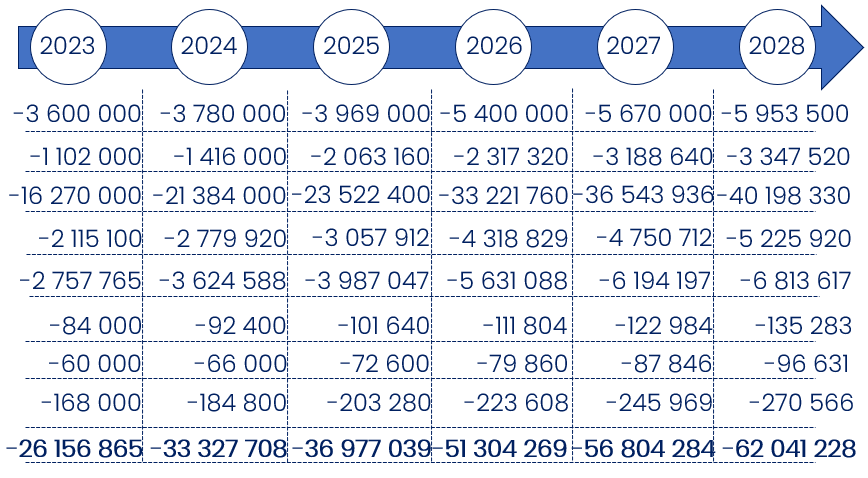 2023 2024 2025 2026 2027 2028
-3 600 000 -3 780 000 -3 969 000 -5 400 000 -5 670 000 -5 953 500
-1 102 000 -1 416 000 -2 063 160 -2 317 320 -3 188 640 -3 347 520
-16 270 000 -21 384 000 -23 522 400 -33 221 760 -36 543 936 -40 198 330
-2 115 100 -2 779 920 -3 057 912 -4 318 829 -4 750 712 -5 225 920
-2 757 765 -3 624 588 -3 987 047 -5 631 088 -6 194 197 -6 813 617
-84 000 -92 400 -101 640 -111 804 -122 984 -135 283
-60 000 -66 000 -72 600 -79 860 -87 846 -96 631
-168 000 -184 800 -203 280 -223 608 -245 969 -270 566
-26 156 865 -33 327 708 -36 977 039 -51 304 269 -56 804 284 -62 041 228